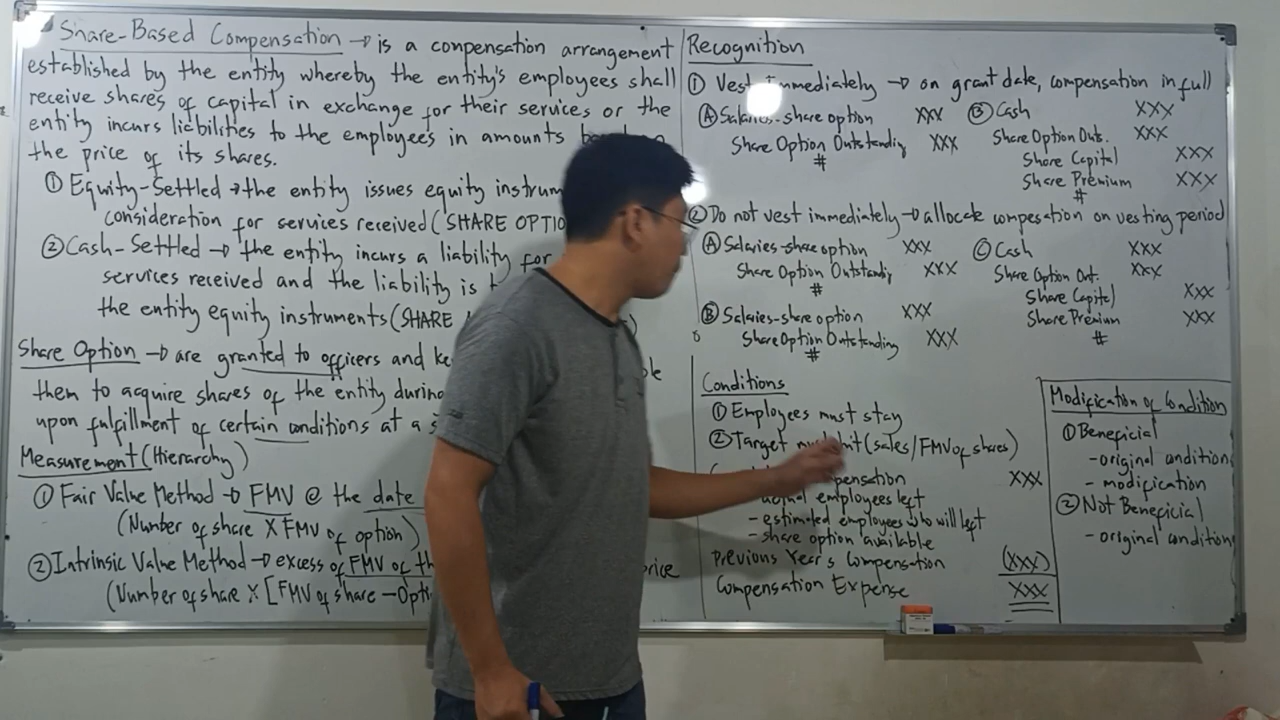 Share-Based Compensation → is a compensation arrangement
established by the entity whereby the entity's employees shall
receive shares of capital in exchange for their services or the
entity incurs liabilities to the employees in amounts
the price of its shares.
① Equity-Settled → the entity issues equity
consideration for services received (SHARE
② Cash-Settled → the entity incurs a liability for
services received and the liability is
the entity equity instruments (SHARE
Share Option → are granted to officers and
them to acquire shares of the entity during
upon fulfillment of certain conditions at a
Measurement (Hierarchy)
① Fair Value Method → FMV @ the date
(Number of share X FMV of option)
② Intrinsic Value Method → excess of FMV of
(Number of share X [FMV of share –
Recognition
① Vest immediately → on grant date, compensation in full
Ⓐ Salaries-share option XXX
Share Option Outstanding XXX
#
Ⓑ Cash XXX
Share Option Outs. XXX
Share Capital XXX
Share Premium XXX
#
② Do not vest immediately → allocate compesation on vesting period
Ⓐ Salaries-share option XXX
Share Option Outstanding XXX
#
Ⓑ Salaries-share option XXX
Share Option Outstanding XXX
#
Ⓒ Cash XXX
Share Option Out. XXX
Share Capital XXX
Share Premium XXX
#
Conditions
① Employees must stay
② Target hit (sales/FMV of shares)
XXX
employees left
- estimated employees who will left
- share option available
Previous Year's Compensation (XXX)
Compensation Expense XXX
Modification of Condition
① Beneficial
- original condition
- modification
② Not Beneficial
- original condition